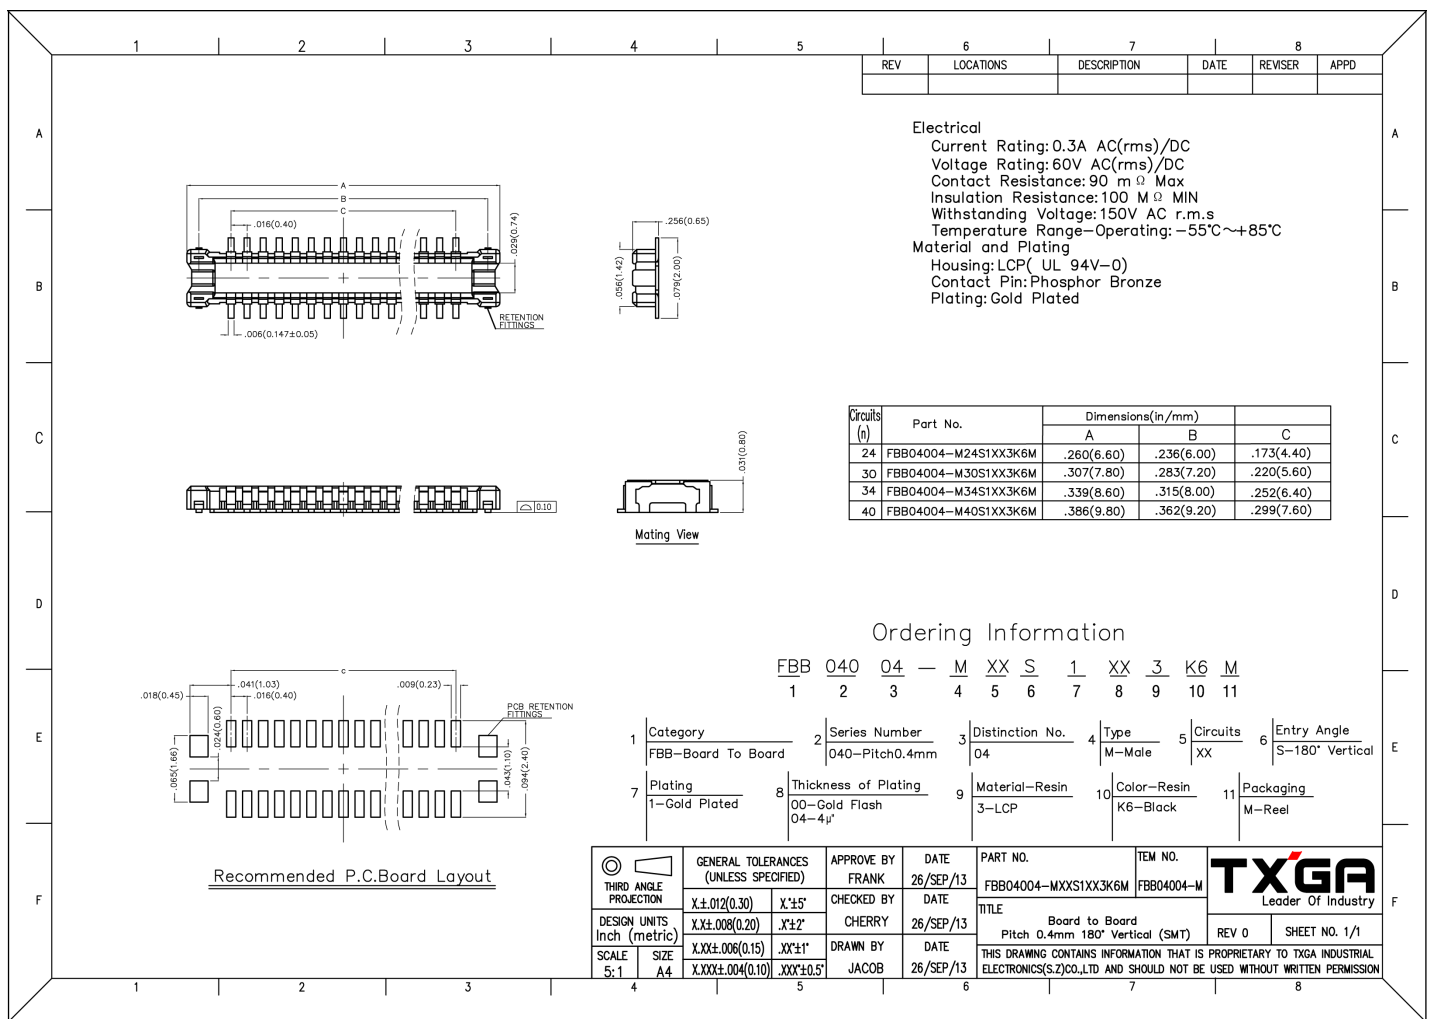 1 2 3 4 5 6 7 8
REV LOCATIONS DESCRIPTION DATE REVISER APPD
A A
B B
C C
D D
E E
F F
Electrical
Current Rating:0.3A AC(rms)/DC
Voltage Rating:60V AC(rms)/DC
Contact Resistance:90 m Ω Max
Insulation Resistance:100 M Ω MIN
Withstanding Voltage:150V AC r.m.s
Temperature Range-Operating:-55°C~+85°C
Material and Plating
Housing:LCP( UL 94V-0)
Contact Pin:Phosphor Bronze
Plating:Gold Plated
A
B
C
.016(0.40)
.029(0.74)
.006(0.147±0.05)
RETENTION
FITTINGS
.256(0.65)
.056(1.42)
.079(2.00)
0.10
.031(0.80)
Mating View
Circuits (n) Part No. Dimensions(in/mm)
A B C
24 FBB04004-M24S1XX3K6M .260(6.60) .236(6.00) .173(4.40)
30 FBB04004-M30S1XX3K6M .307(7.80) .283(7.20) .220(5.60)
34 FBB04004-M34S1XX3K6M .339(8.60) .315(8.00) .252(6.40)
40 FBB04004-M40S1XX3K6M .386(9.80) .362(9.20) .299(7.60)
c
.041(1.03)
.009(0.23)
.018(0.45)
.016(0.40)
.024(0.60)
.065(1.66)
PCB RETENTION
FITTINGS
.043(1.10)
.094(2.40)
Recommended P.C.Board Layout
Ordering Information
FBB 040 04 — M XX S 1 XX 3 K6 M
1 2 3 4 5 6 7 8 9 10 11
1 Category
FBB-Board To Board
2 Series Number
040-Pitch0.4mm
3 Distinction No.
04
4 Type
M-Male
5 Circuits
XX
6 Entry Angle
S-180° Vertical
7 Plating
1-Gold Plated
8 Thickness of Plating
00-Gold Flash
04-4μ"
9 Material-Resin
3-LCP
10 Color-Resin
K6-Black
11 Packaging
M-Reel
THIRD ANGLE
PROJECTION
DESIGN UNITS
Inch (metric)
SCALE SIZE
5:1 A4
GENERAL TOLERANCES
(UNLESS SPECIFIED)
X.±.012(0.30) X.°±5°
X.X±.008(0.20) .X°±2°
X.XX±.006(0.15) .XX°±1°
X.XXX±.004(0.10) .XXX°±0.5°
APPROVE BY DATE
FRANK 26/SEP/13
CHECKED BY DATE
CHERRY 26/SEP/13
DRAWN BY DATE
JACOB 26/SEP/13
PART NO. TEM NO.
FBB04004-MXXS1XX3K6M FBB04004-M
TITLE
Board to Board
Pitch 0.4mm 180° Vertical (SMT)
TXGA
Leader Of Industry
REV 0 SHEET NO. 1/1
THIS DRAWING CONTAINS INFORMATION THAT IS PROPRIETARY TO TXGA INDUSTRIAL
ELECTRONICS(S.Z)CO.,LTD AND SHOULD NOT BE USED WITHOUT WRITTEN PERMISSION
1 2 3 4 5 6 7 8